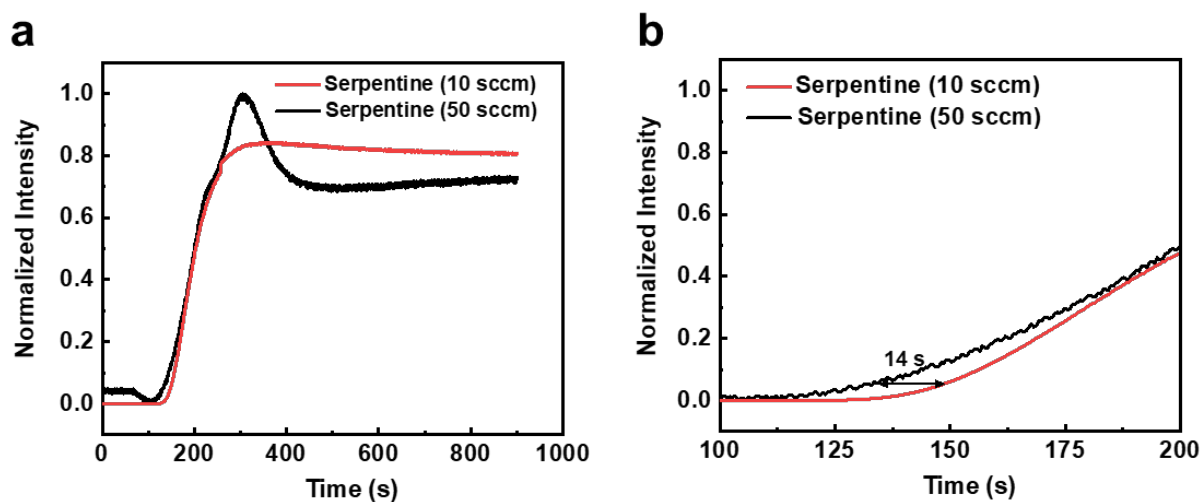 a
Normalized Intensity
1.0
0.8
0.6
0.4
0.2
0.0
Serpentine (10 sccm)
Serpentine (50 sccm)
0 200 400 600 800 1000
Time (s)
b
Normalized Intensity
1.0
0.8
0.6
0.4
0.2
0.0
Serpentine (10 sccm)
Serpentine (50 sccm)
14 s
100 125 150 175 200
Time (s)